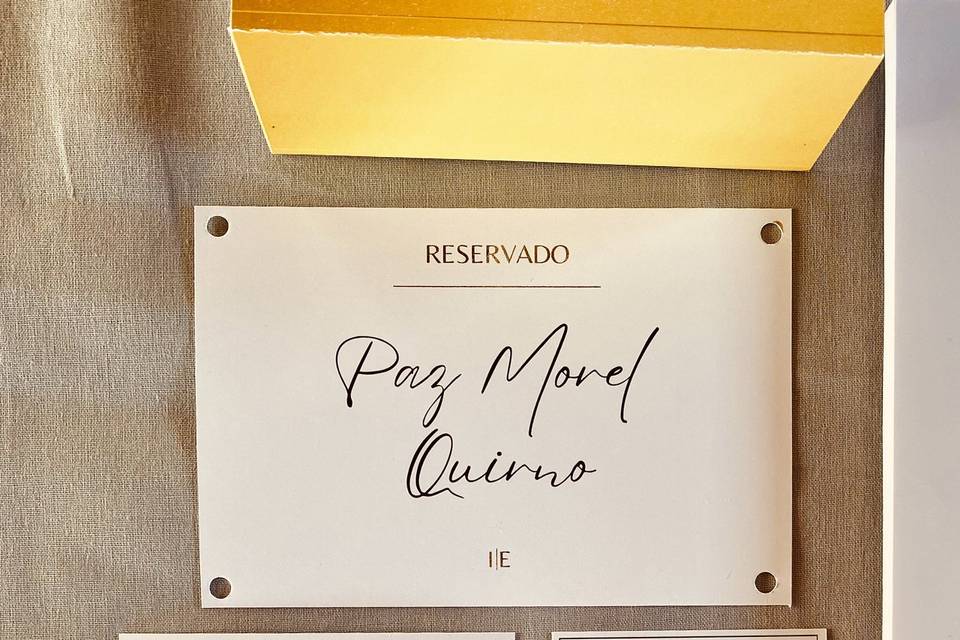 RESERVADO
Paz Morel
Quirno
I|E